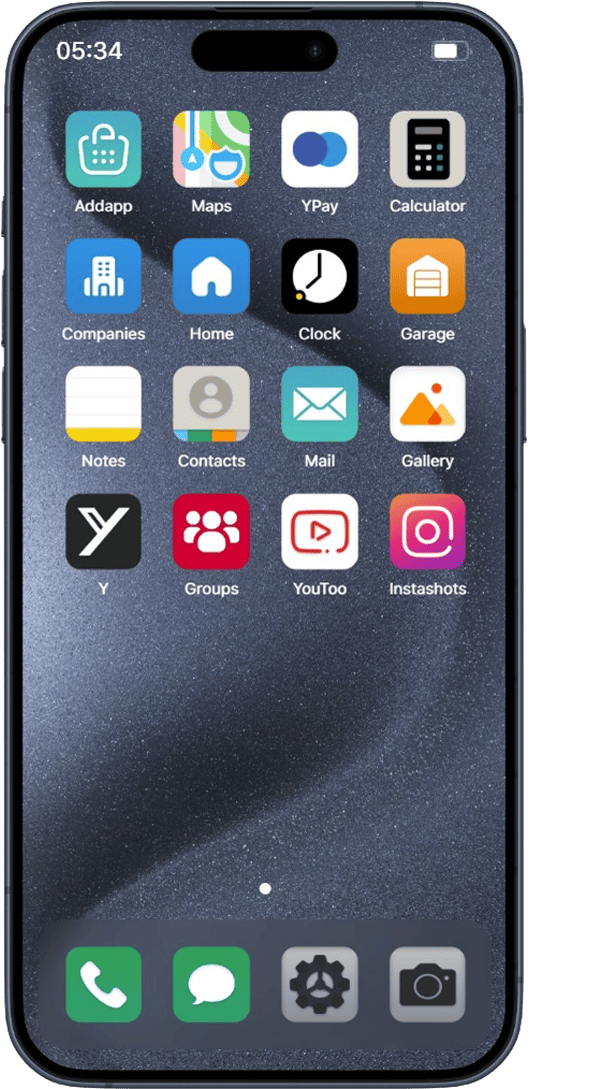 05:34
Addapp Maps YPay Calculator
Companies Home Clock Garage
Notes Contacts Mail Gallery
Y Groups YouToo Instashots